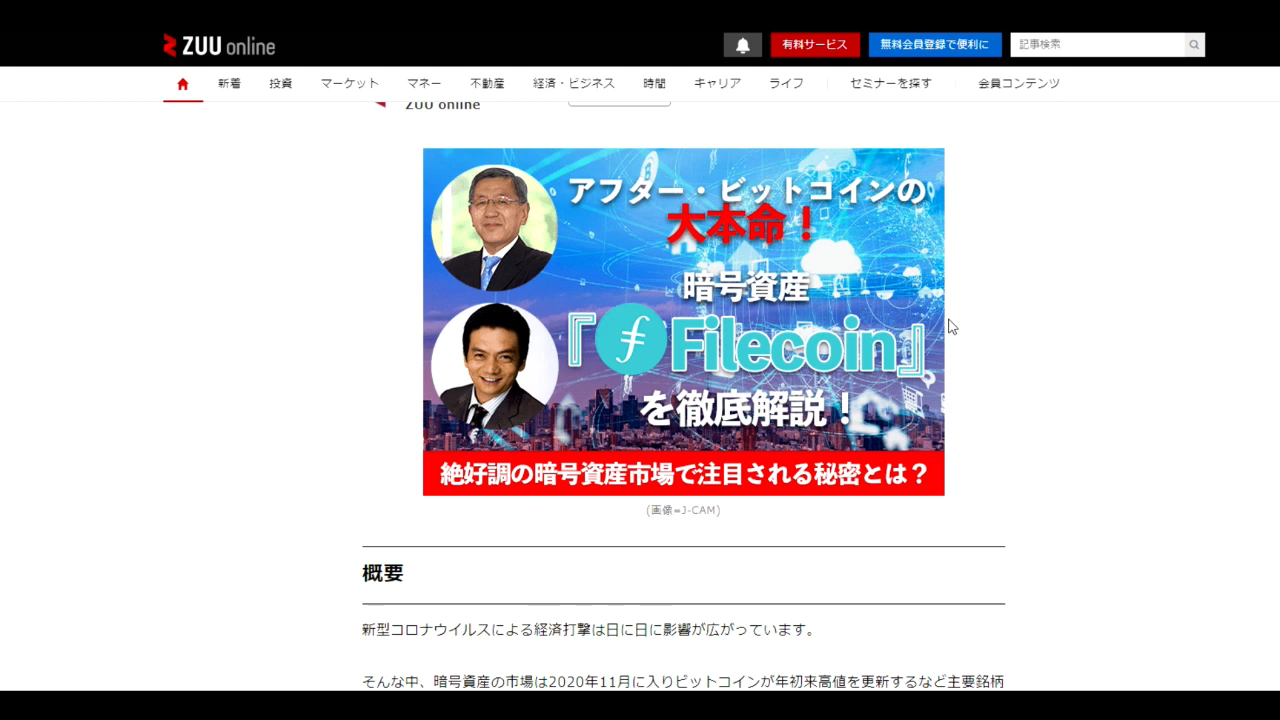 ZUU online
有料サービス
無料会員登録で便利に
記事検索
新着
投資
マーケット
マネー
不動産
経済・ビジネス
時間
キャリア
ライフ
セミナーを探す
会員コンテンツ
ZUU online
アフター・ビットコインの
大本命！
暗号資産
『Filecoin』
を徹底解説！
絶好調の暗号資産市場で注目される秘密とは？
(画像=J-CAM)
概要
新型コロナウイルスによる経済打撃は日に日に影響が広がっています。
そんな中、暗号資産の市場は2020年11月に入りビットコインが年初来高値を更新するなど主要銘柄